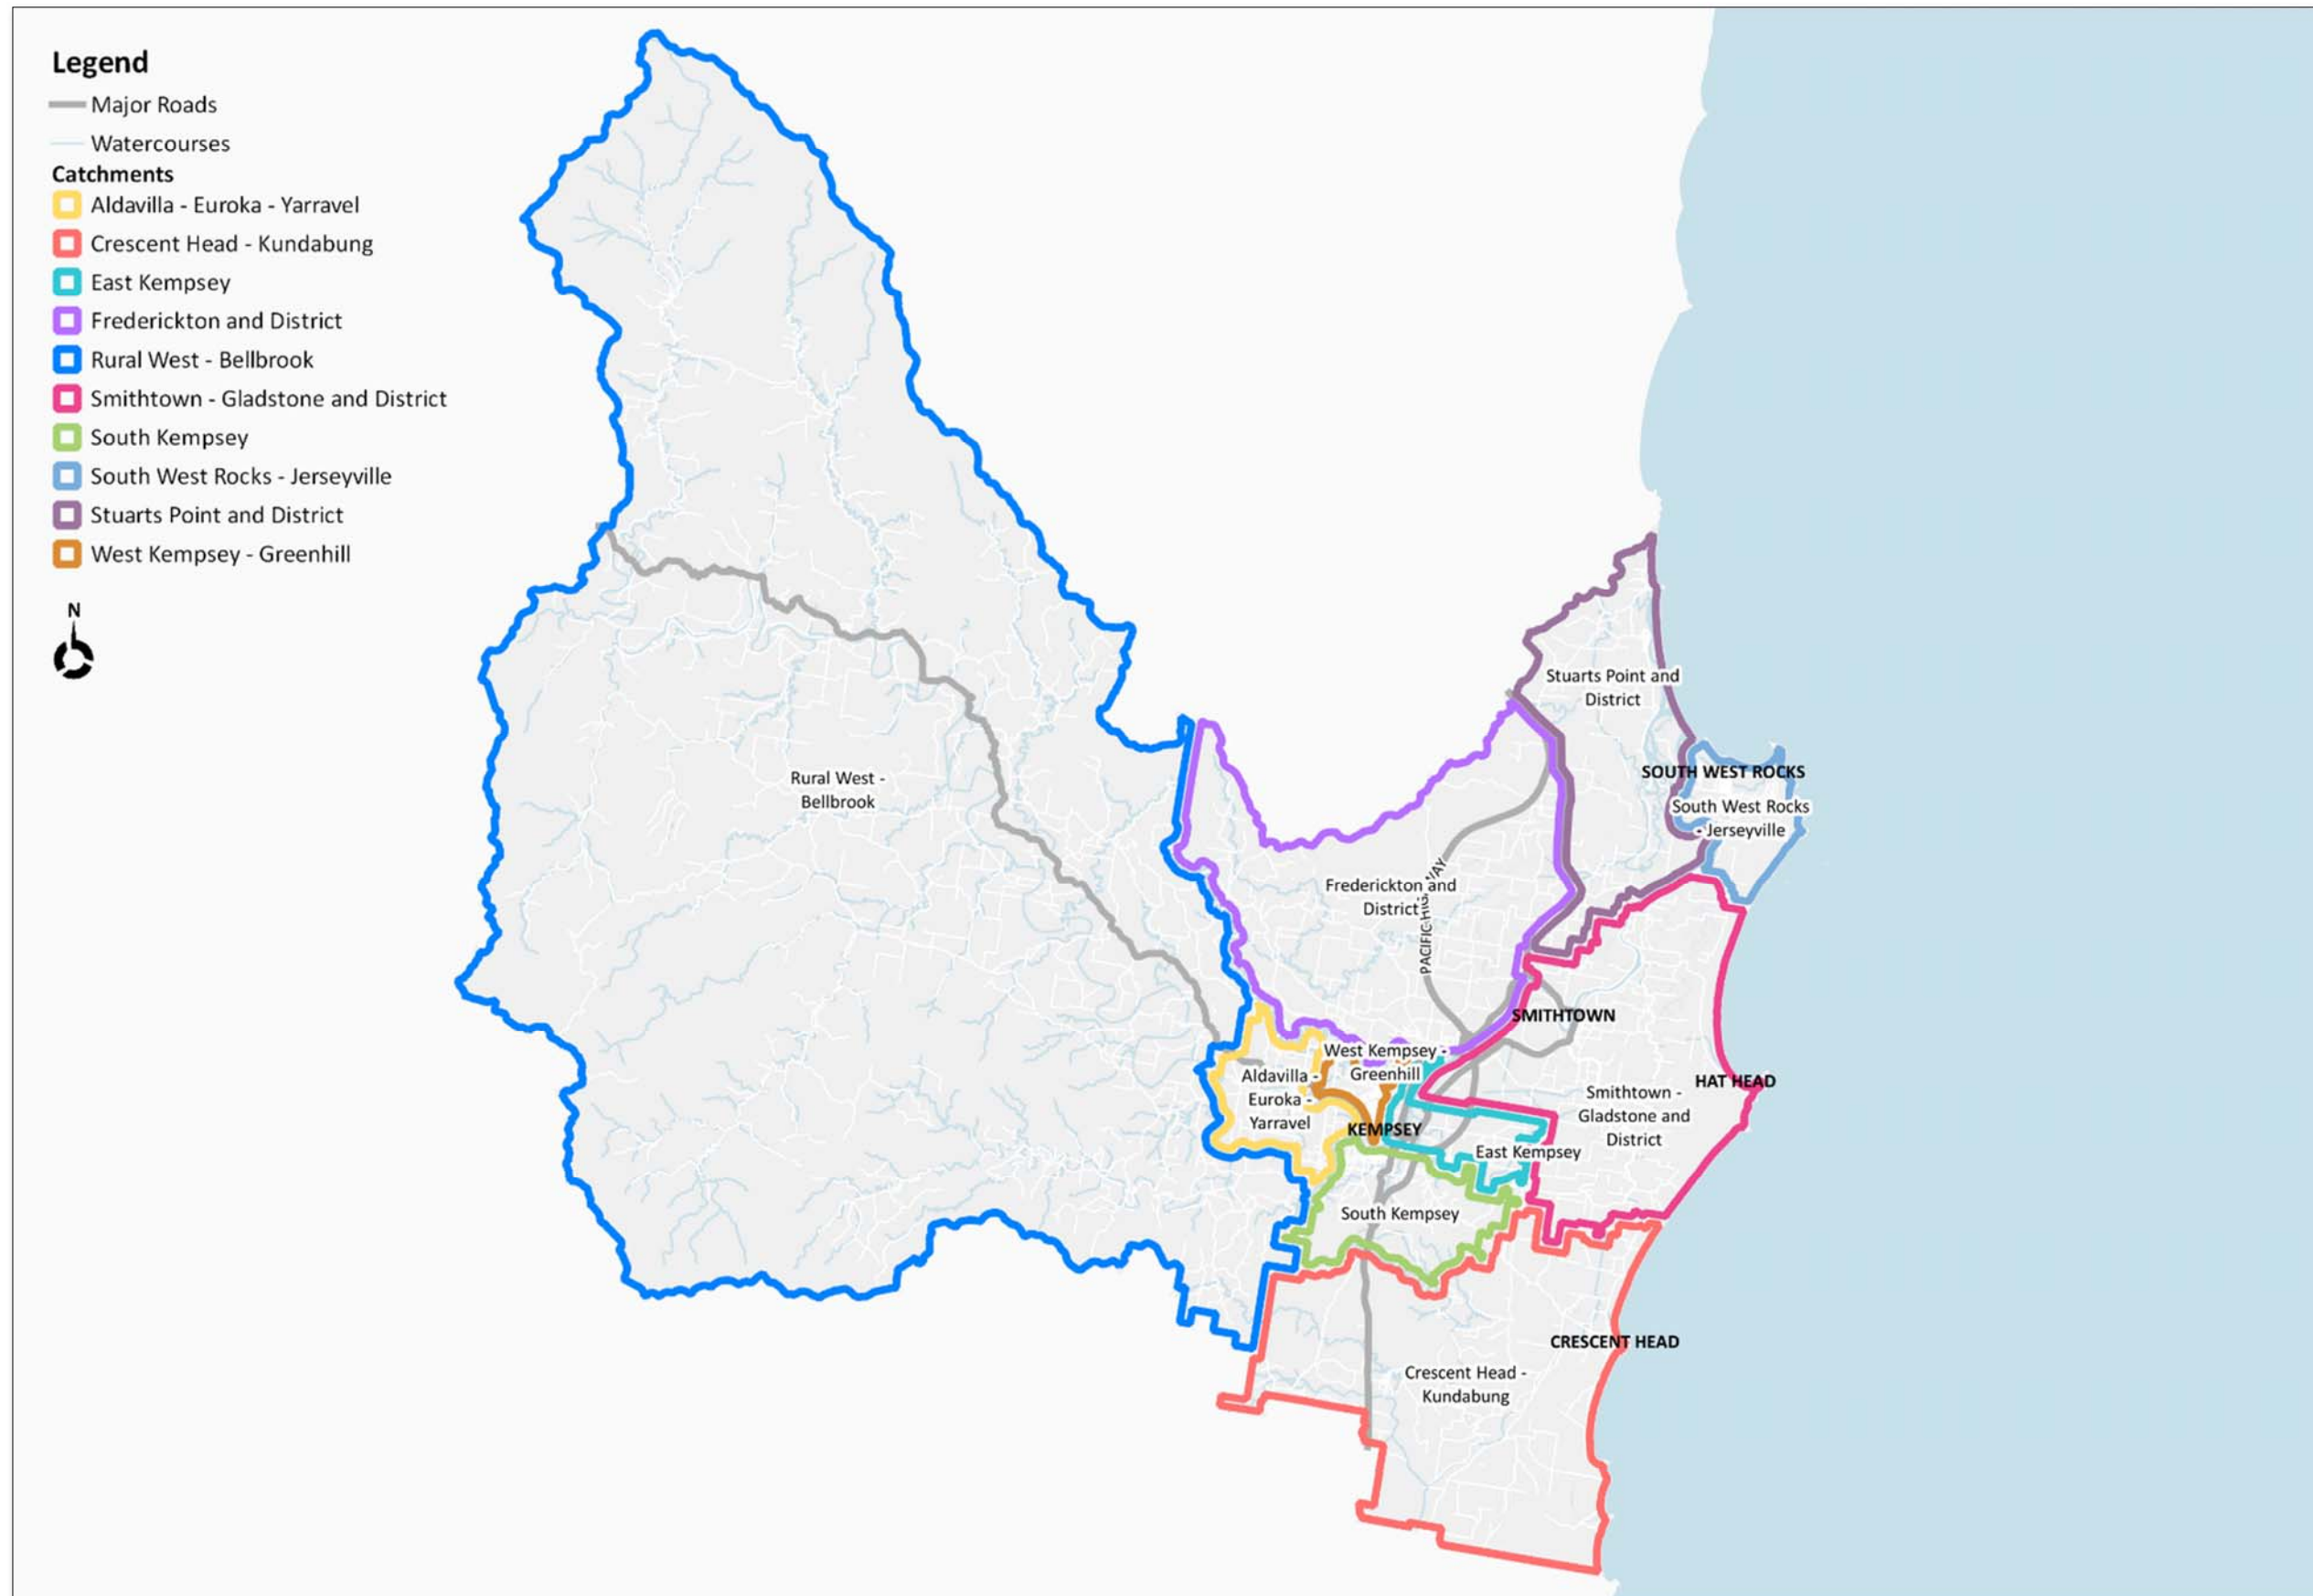 Legend
Major Roads
Watercourses
Catchments
Aldavilla - Euroka - Yarravel
Crescent Head - Kundabung
East Kempsey
Frederickton and District
Rural West - Bellbrook
Smithtown - Gladstone and District
South Kempsey
South West Rocks - Jerseyville
Stuarts Point and District
West Kempsey - Greenhill
N
Stuarts Point and
District
SOUTH WEST ROCKS
South West Rocks
- Jerseyville
Rural West -
Bellbrook
Frederickton and
District
PACIFIC HIGHWAY
SMITHTOWN
West Kempsey -
Greenhill
Aldavilla -
Euroka -
Yarravel
HAT HEAD
Smithtown -
Gladstone and
District
KEMPSEY
East Kempsey
South Kempsey
CRESCENT HEAD
Crescent Head -
Kundabung